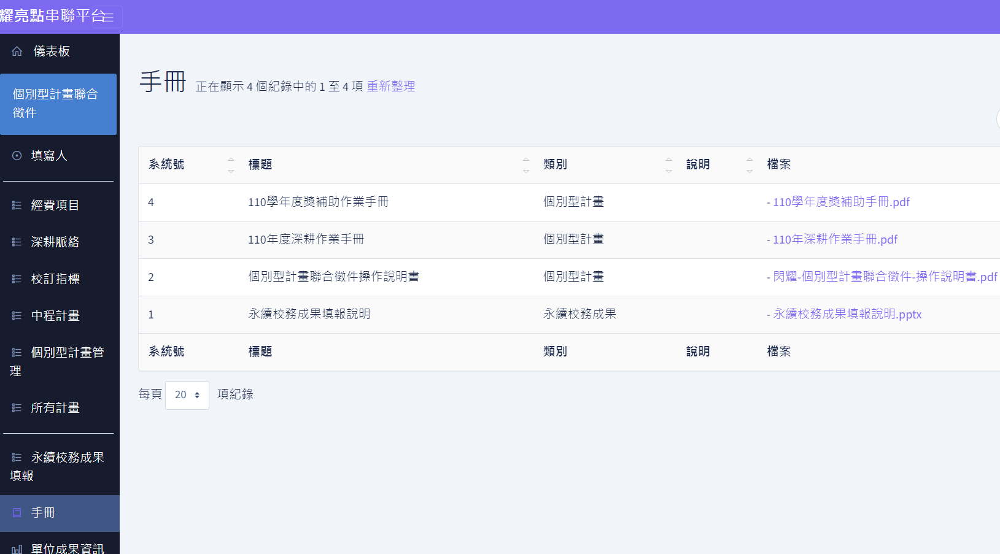 耀亮點串聯平台
儀表板
個別型計畫聯合
徵件
填寫人
經費項目
深耕脈絡
校訂指標
中程計畫
個別型計畫管
理
所有計畫
永續校務成果
填報
手冊
單位成果資訊
手冊 正在顯示 4 個紀錄中的 1 至 4 項 重新整理
系統號 標題 類別 說明 檔案
4 110學年度獎補助作業手冊 個別型計畫 - 110學年度獎補助手冊.pdf
3 110年度深耕作業手冊 個別型計畫 - 110年深耕作業手冊.pdf
2 個別型計畫聯合徵件操作說明書 個別型計畫 - 閃耀-個別型計畫聯合徵件-操作說明書.pdf
1 永續校務成果填報說明 永續校務成果 - 永續校務成果填報說明.pptx
系統號 標題 類別 說明 檔案
每頁 20 項紀錄